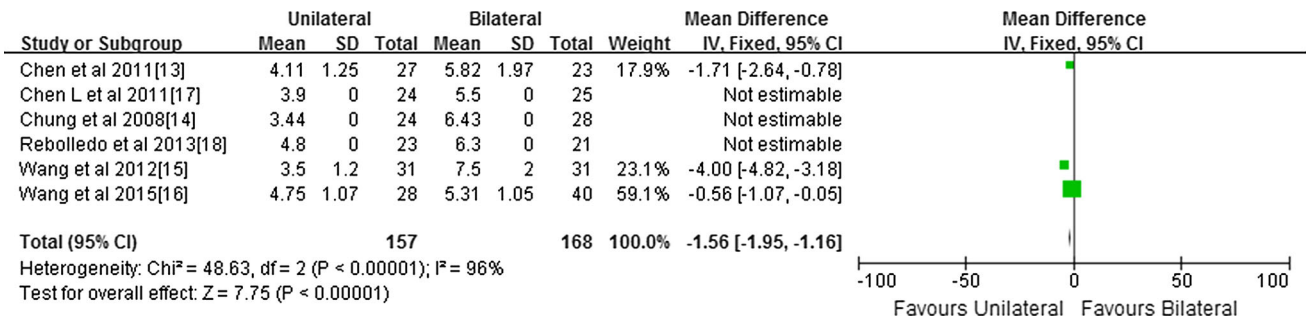 Unilateral Bilateral Mean Difference Mean Difference
Study or Subgroup Mean SD Total Mean SD Total Weight IV, Fixed, 95% CI IV, Fixed, 95% CI
Chen et al 2011[13] 4.11 1.25 27 5.82 1.97 23 17.9% -1.71 [-2.64, -0.78]
Chen L et al 2011[17] 3.9 0 24 5.5 0 25 Not estimable
Chung et al 2008[14] 3.44 0 24 6.43 0 28 Not estimable
Rebolledo et al 2013[18] 4.8 0 23 6.3 0 21 Not estimable
Wang et al 2012[15] 3.5 1.2 31 7.5 2 31 23.1% -4.00 [-4.82, -3.18]
Wang et al 2015[16] 4.75 1.07 28 5.31 1.05 40 59.1% -0.56 [-1.07, -0.05]
Total (95% CI) 157 168 100.0% -1.56 [-1.95, -1.16]
Heterogeneity: Chi² = 48.63, df = 2 (P < 0.00001); I² = 96%
Test for overall effect: Z = 7.75 (P < 0.00001)
-100 -50 0 50 100
Favours Unilateral Favours Bilateral